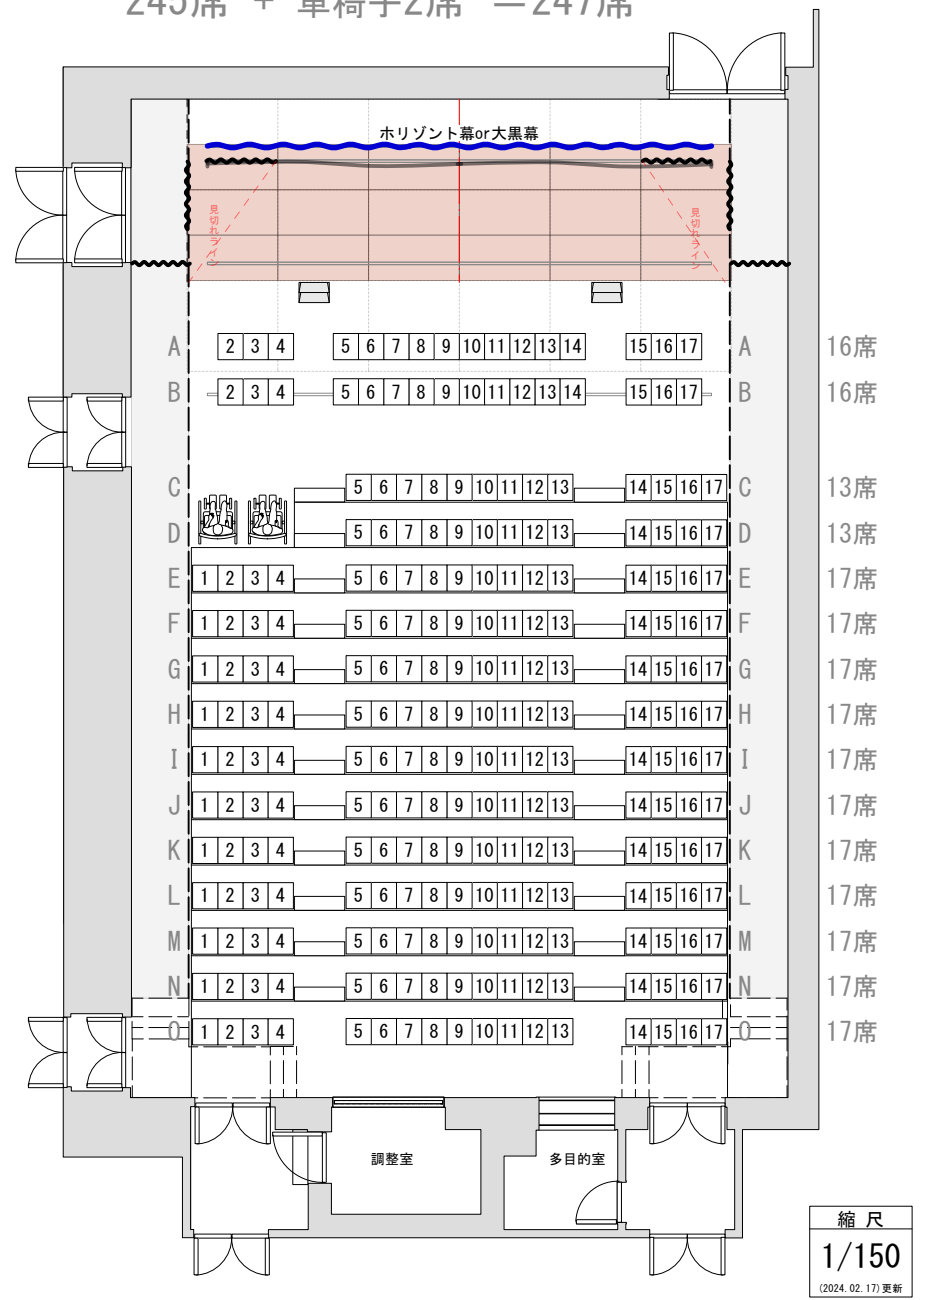 245席 + 車椅子2席 =247席
ホリゾント幕or大黒幕
見切れライン
見切れライン
A 2 3 4 5 6 7 8 9 10 11 12 13 14 15 16 17 A 16席
B 2 3 4 5 6 7 8 9 10 11 12 13 14 15 16 17 B 16席
C 5 6 7 8 9 10 11 12 13 14 15 16 17 C 13席
D 5 6 7 8 9 10 11 12 13 14 15 16 17 D 13席
E 1 2 3 4 5 6 7 8 9 10 11 12 13 14 15 16 17 E 17席
F 1 2 3 4 5 6 7 8 9 10 11 12 13 14 15 16 17 F 17席
G 1 2 3 4 5 6 7 8 9 10 11 12 13 14 15 16 17 G 17席
H 1 2 3 4 5 6 7 8 9 10 11 12 13 14 15 16 17 H 17席
I 1 2 3 4 5 6 7 8 9 10 11 12 13 14 15 16 17 I 17席
J 1 2 3 4 5 6 7 8 9 10 11 12 13 14 15 16 17 J 17席
K 1 2 3 4 5 6 7 8 9 10 11 12 13 14 15 16 17 K 17席
L 1 2 3 4 5 6 7 8 9 10 11 12 13 14 15 16 17 L 17席
M 1 2 3 4 5 6 7 8 9 10 11 12 13 14 15 16 17 M 17席
N 1 2 3 4 5 6 7 8 9 10 11 12 13 14 15 16 17 N 17席
O 1 2 3 4 5 6 7 8 9 10 11 12 13 14 15 16 17 O 17席
調整室 多目的室
縮尺
1/150
(2024.02.17)更新